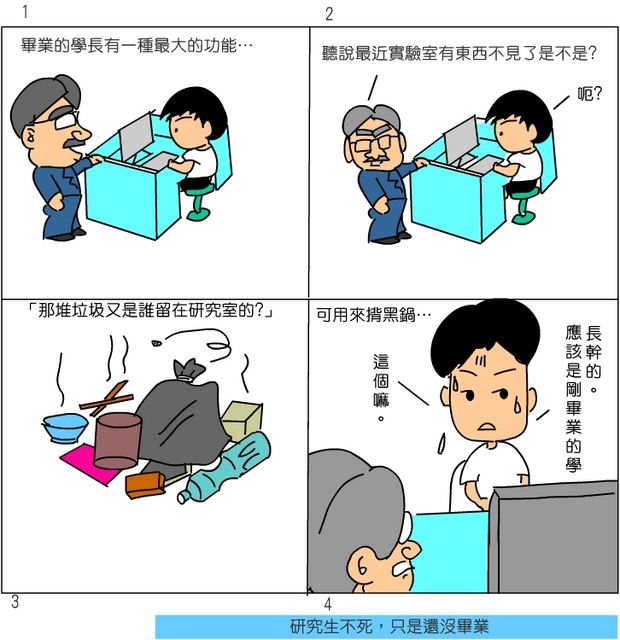 1
畢業的學長有一種最大的功能…
2
聽說最近實驗室有東西不見了是不是?
呃?
3
「那堆垃圾又是誰留在研究室的?」
4
可用來揹黑鍋…
這個嘛。
應該是剛畢業的學
長幹的。
研究生不死，只是還沒畢業